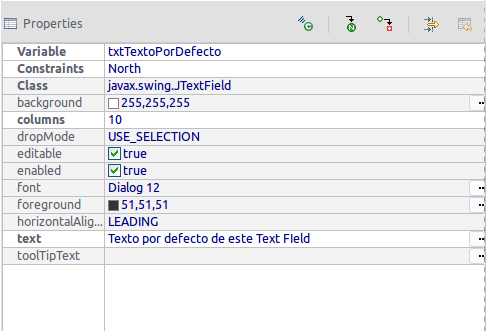 Properties
Variable txtTextoPorDefecto
Constraints North
Class javax.swing.JTextField
background 255,255,255
columns 10
dropMode USE_SELECTION
editable true
enabled true
font Dialog 12
foreground 51,51,51
horizontalAlig... LEADING
text Texto por defecto de este Text FIeld
toolTipText